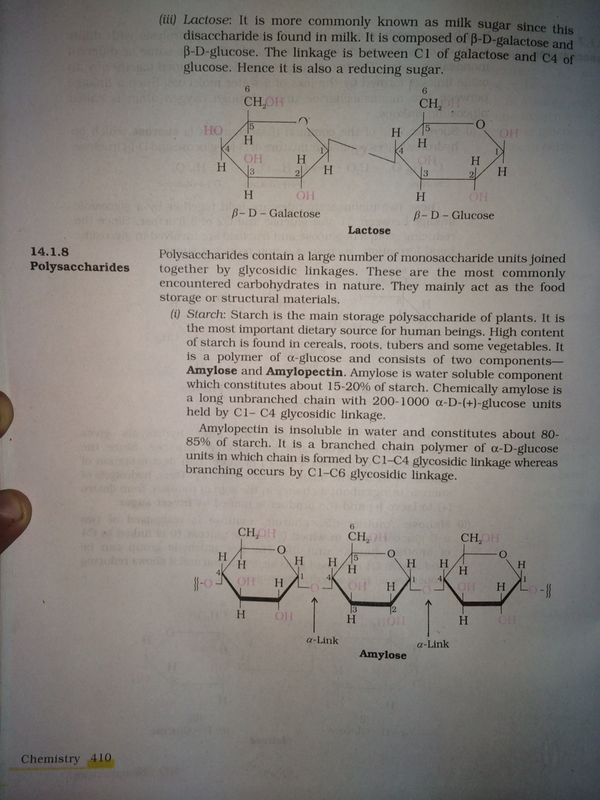 (iii) Lactose: It is more commonly known as milk sugar since this
disaccharide is found in milk. It is composed of β-D-galactose and
β-D-glucose. The linkage is between C1 of galactose and C4 of
glucose. Hence it is also a reducing sugar.
6 6
CH2OH CH2OH
HO 5 H 5 O OH
4 H 1 4 H 1
OH H OH H
H 3 2 H 3 2 H
H OH H OH
β– D – Galactose β– D – Glucose
Lactose
14.1.8
Polysaccharides
Polysaccharides contain a large number of monosaccharide units joined
together by glycosidic linkages. These are the most commonly
encountered carbohydrates in nature. They mainly act as the food
storage or structural materials.
(i) Starch: Starch is the main storage polysaccharide of plants. It is
the most important dietary source for human beings. High content
of starch is found in cereals, roots, tubers and some vegetables. It
is a polymer of α-glucose and consists of two components—
Amylose and Amylopectin. Amylose is water soluble component
which constitutes about 15-20% of starch. Chemically amylose is
a long unbranched chain with 200-1000 α-D-(+)-glucose units
held by C1– C4 glycosidic linkage.
Amylopectin is insoluble in water and constitutes about 80-
85% of starch. It is a branched chain polymer of α-D-glucose
units in which chain is formed by C1–C4 glycosidic linkage whereas
branching occurs by C1–C6 glycosidic linkage.
6
CH2OH CH2OH CH2OH
O 5 O O
H H H H H H
H H H
4 1 4 1 4 1
-O OH H O OH H O OH H O -
3 2
H OH H OH H OH
α-Link α-Link
Amylose
Chemistry 410